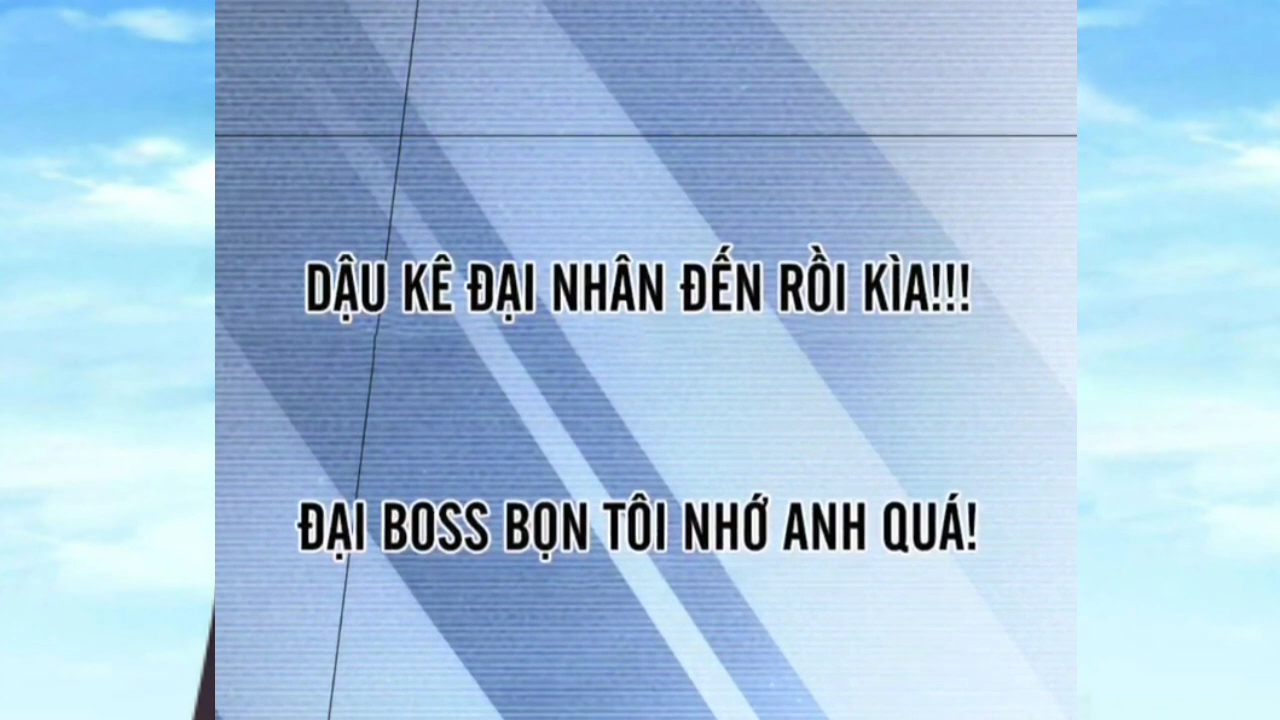 DẬU KÊ ĐẠI NHÂN ĐẾN RỒI KÌA!!!
ĐẠI BOSS BỌN TÔI NHỚ ANH QUÁ!